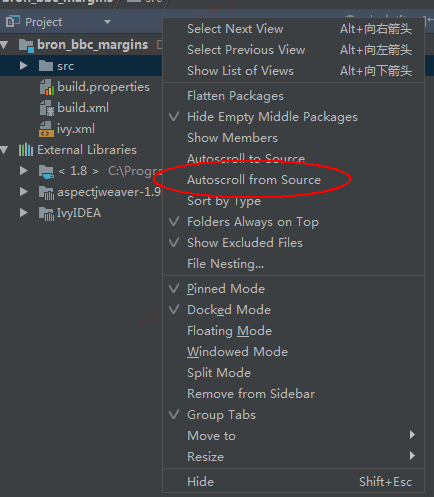 bron_bbc_margins
src
Project
bron_bbc_margins
src
build.properties
build.xml
ivy.xml
External Libraries
< 1.8 > C:\Progra
aspectjweaver-1.9
IvyIDEA
Select Next View Alt+向右箭头
Select Previous View Alt+向左箭头
Show List of Views Alt+向下箭头
Flatten Packages
Hide Empty Middle Packages
Show Members
Autoscroll to Source
Autoscroll from Source
Sort by Type
Folders Always on Top
Show Excluded Files
File Nesting...
Pinned Mode
Docked Mode
Floating Mode
Windowed Mode
Split Mode
Remove from Sidebar
Group Tabs
Move to
Resize
Hide Shift+Esc